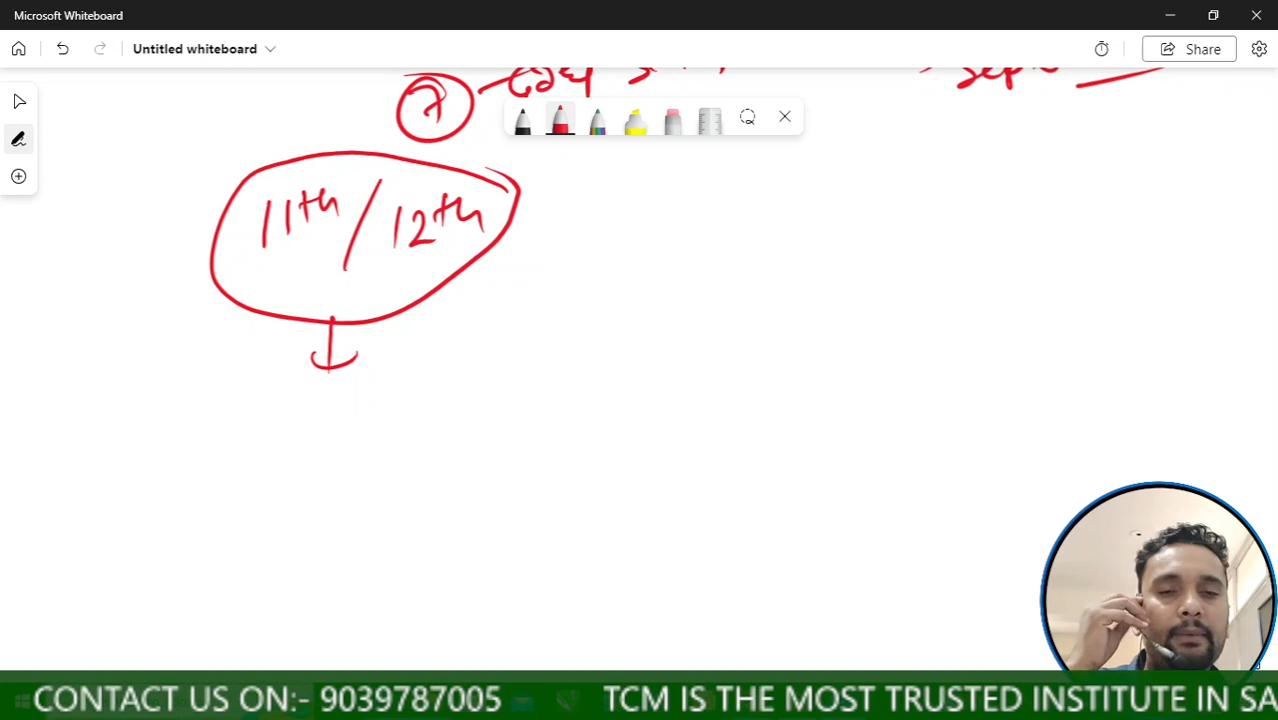 Microsoft Whiteboard
Untitled whiteboard
Share
7
11th / 12th
CONTACT US ON:- 9039787005 TCM IS THE MOST TRUSTED INSTITUTE IN SA